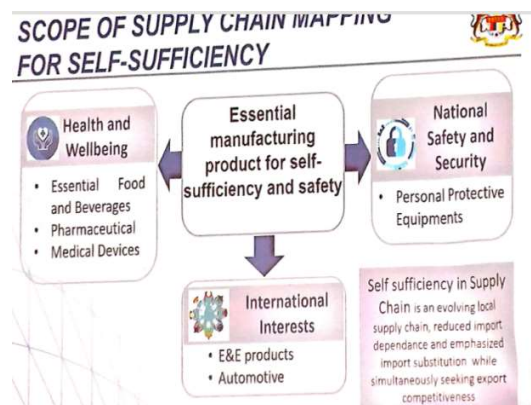 SCOPE OF SUPPLY CHAIN MAPPING
FOR SELF-SUFFICIENCY
Health and
Wellbeing
• Essential Food
and Beverages
• Pharmaceutical
• Medical Devices
Essential
manufacturing
product for self-
sufficiency and safety
National
Safety and
Security
• Personal Protective
Equipments
International
Interests
• E&E products
• Automotive
Self sufficiency in Supply
Chain is an evolving local
supply chain, reduced import
dependance and emphasized
import substitution while
simultaneously seeking export
competitiveness